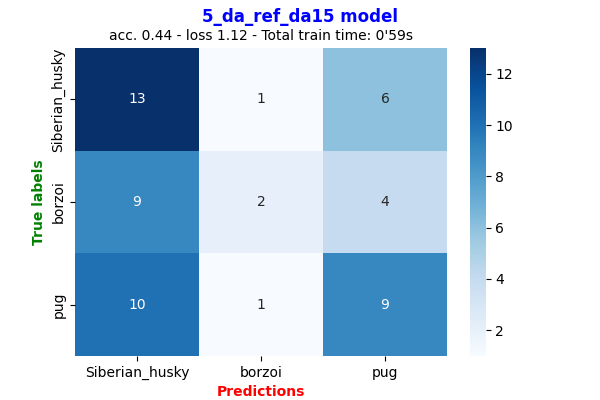 5_da_ref_da15 model
acc. 0.44 - loss 1.12 - Total train time: 0'59s
True labels
Siberian_husky
13 1 6
borzoi
9 2 4
pug
10 1 9
Siberian_husky borzoi pug
Predictions
12
10
8
6
4
2